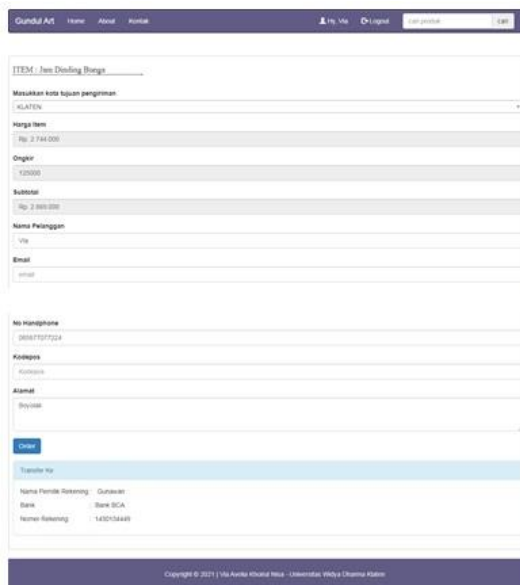 Gundul Art Home About Kontak Hy, Via Logout cari produk cari
ITEM : Jam Dinding Bunga
Masukkan kota tujuan pengiriman
KLATEN
Harga Item
Rp. 2.744.000
Ongkir
125000
Subtotal
Rp. 2.869.000
Nama Pelanggan
Via
Email
email
No Handphone
Kodepos
Kodepos
Alamat
Boyolali
Order
Transfer Ke
Nama Pemilik Rekening : Gunawan
Bank : Bank BCA
Nomer Rekening :
Copyright © 2021 | Via Khoirul Nisa - Universitas Widya Dharma Klaten